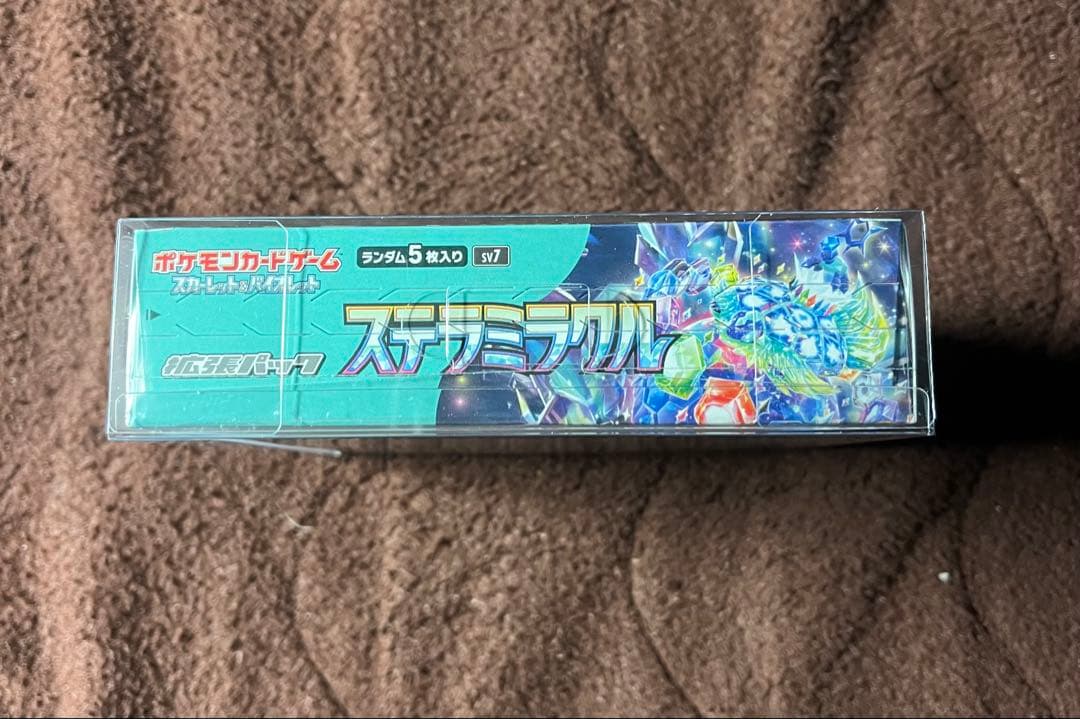 ポケモンカードゲーム
スカーレット&バイオレット
ランダム5枚入り sv7
拡張パック
ステラミラクル